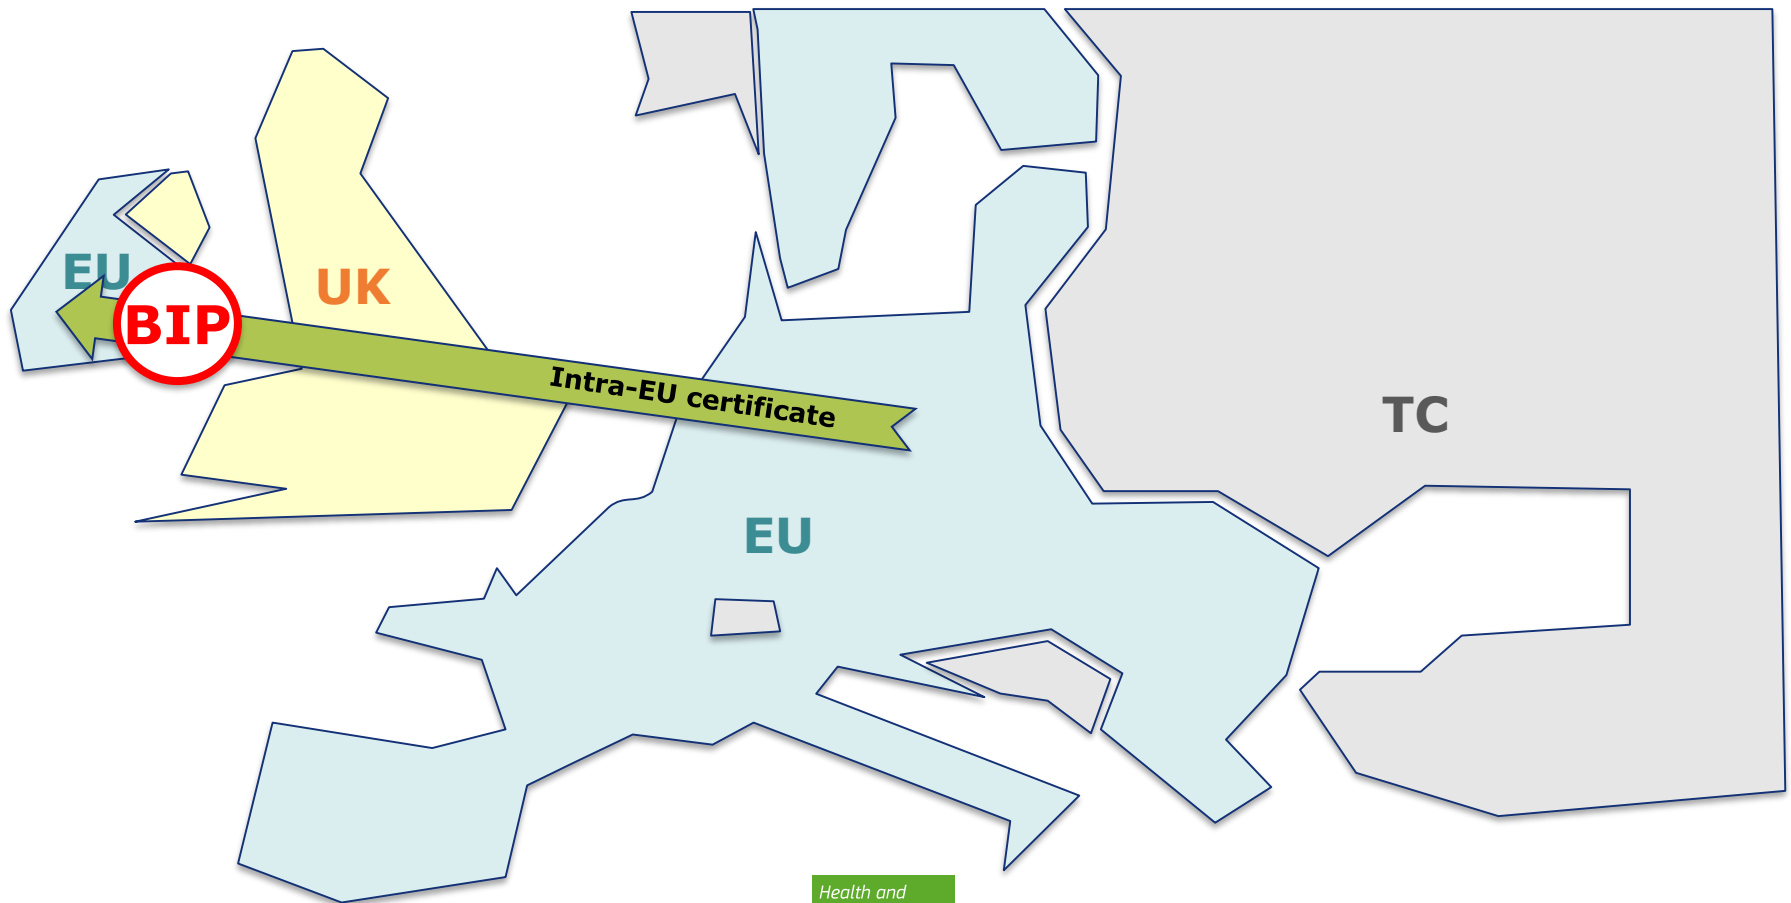 EU
UK
BIP
Intra-EU certificate
TC
EU
Health and